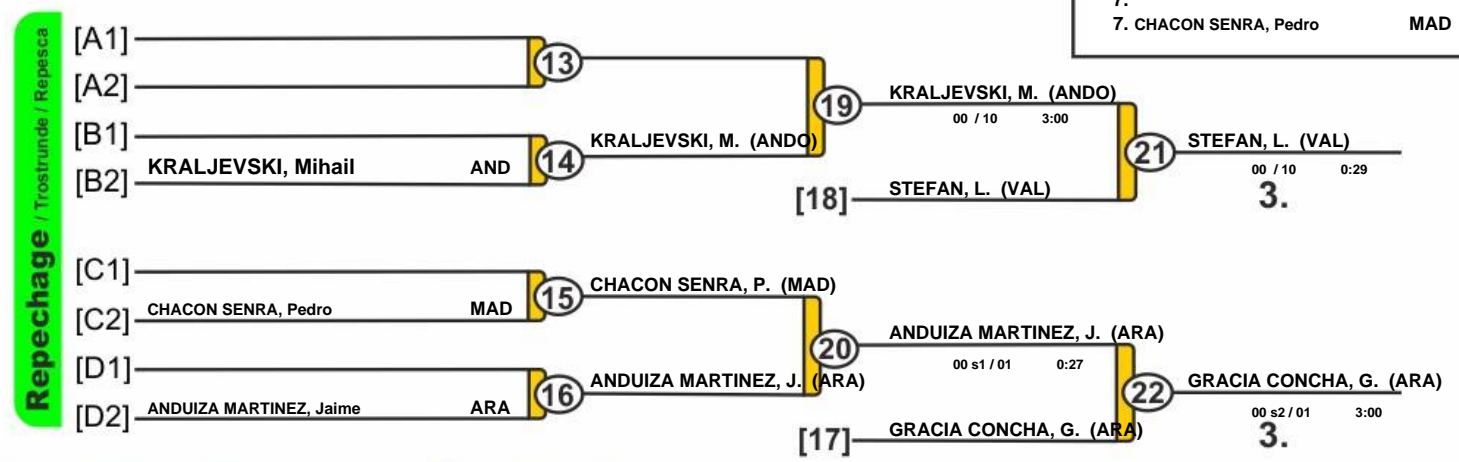 7.
7. CHACON SENRA, Pedro MAD
Repechage / Trostrunde / Repesca
[A1]
[A2]
13
[B1]
[B2] KRALJEVSKI, Mihail AND
14
KRALJEVSKI, M. (ANDO)
19
KRALJEVSKI, M. (ANDO)
00 / 10 3:00
[18] STEFAN, L. (VAL)
21
STEFAN, L. (VAL)
00 / 10 0:29
3.
[C1]
[C2] CHACON SENRA, Pedro MAD
15
CHACON SENRA, P. (MAD)
[D1]
[D2] ANDUIZA MARTINEZ, Jaime ARA
16
ANDUIZA MARTINEZ, J. (ARA)
20
ANDUIZA MARTINEZ, J. (ARA)
00 s1 / 01 0:27
[17] GRACIA CONCHA, G. (ARA)
22
GRACIA CONCHA, G. (ARA)
00 s2 / 01 3:00
3.